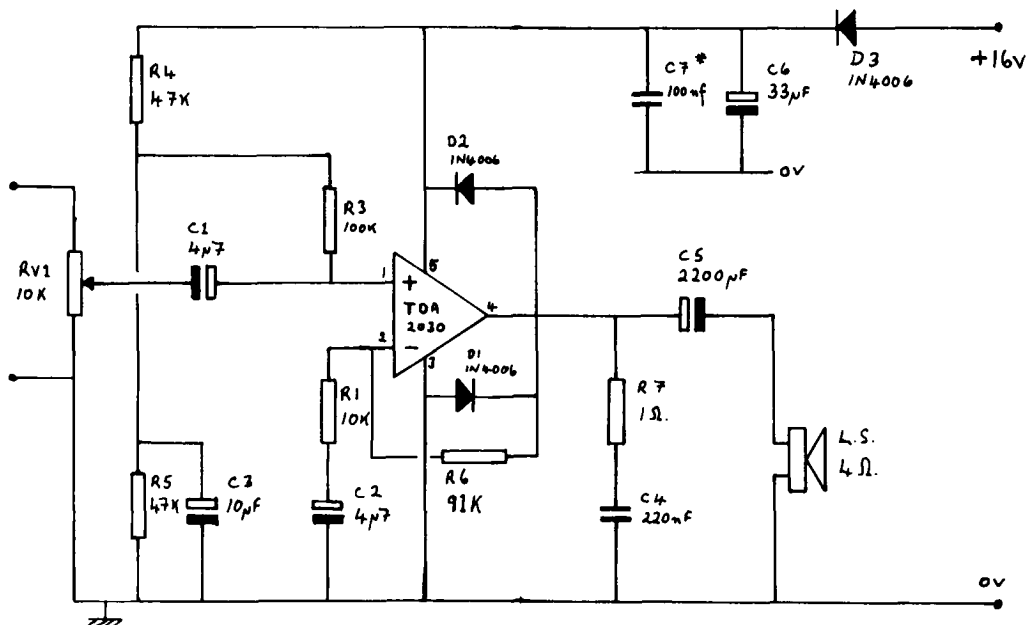 R4
47K
C7*
100nf
C6
33µF
D3
1N4006
+16V
0V
D2
1N4006
R3
100K
C1
4µ7
RV1
10K
C5
2200µF
1
+
5
TDA
2030
4
2
−
3
D1
1N4006
R1
10K
R7
1Ω.
L.S.
4Ω.
R6
91K
R5
47K
C3
10µF
C2
4µ7
C4
220nF
0V